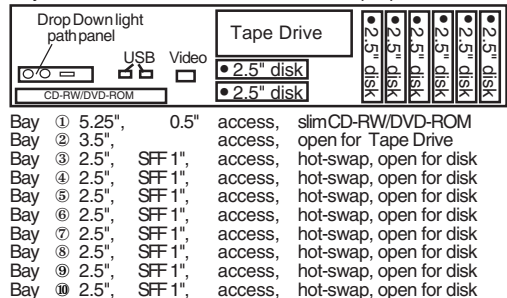 Drop Down light
path panel
USB Video
Tape Drive
• 2.5" disk
• 2.5" disk
• 2.5" disk
• 2.5" disk
• 2.5" disk
• 2.5" disk
• 2.5" disk
• 2.5" disk
CD-RW/DVD-ROM
Bay ① 5.25", 0.5" access, slim CD-RW/DVD-ROM
Bay ② 3.5", access, open for Tape Drive
Bay ③ 2.5", SFF 1", access, hot-swap, open for disk
Bay ④ 2.5", SFF 1", access, hot-swap, open for disk
Bay ⑤ 2.5", SFF 1", access, hot-swap, open for disk
Bay ⑥ 2.5", SFF 1", access, hot-swap, open for disk
Bay ⑦ 2.5", SFF 1", access, hot-swap, open for disk
Bay ⑧ 2.5", SFF 1", access, hot-swap, open for disk
Bay ⑨ 2.5", SFF 1", access, hot-swap, open for disk
Bay ⑩ 2.5", SFF 1", access, hot-swap, open for disk